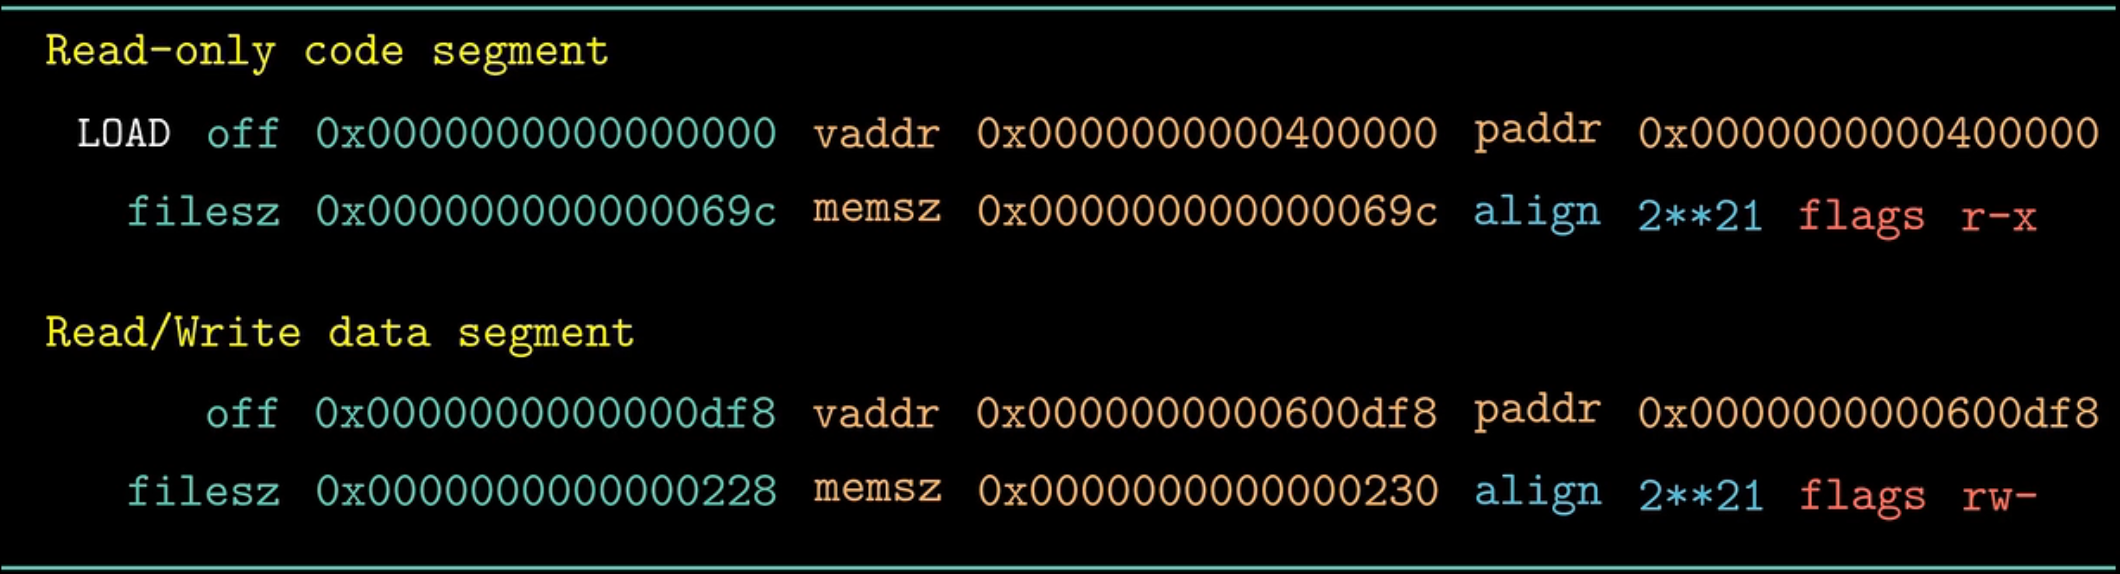 Read-only code segment
LOAD off 0x0000000000000000 vaddr 0x0000000000400000 paddr 0x0000000000400000
filesz 0x000000000000069c memsz 0x000000000000069c align 2**21 flags r-x
Read/Write data segment
off 0x0000000000000df8 vaddr 0x0000000000600df8 paddr 0x0000000000600df8
filesz 0x0000000000000228 memsz 0x0000000000000230 align 2**21 flags rw-